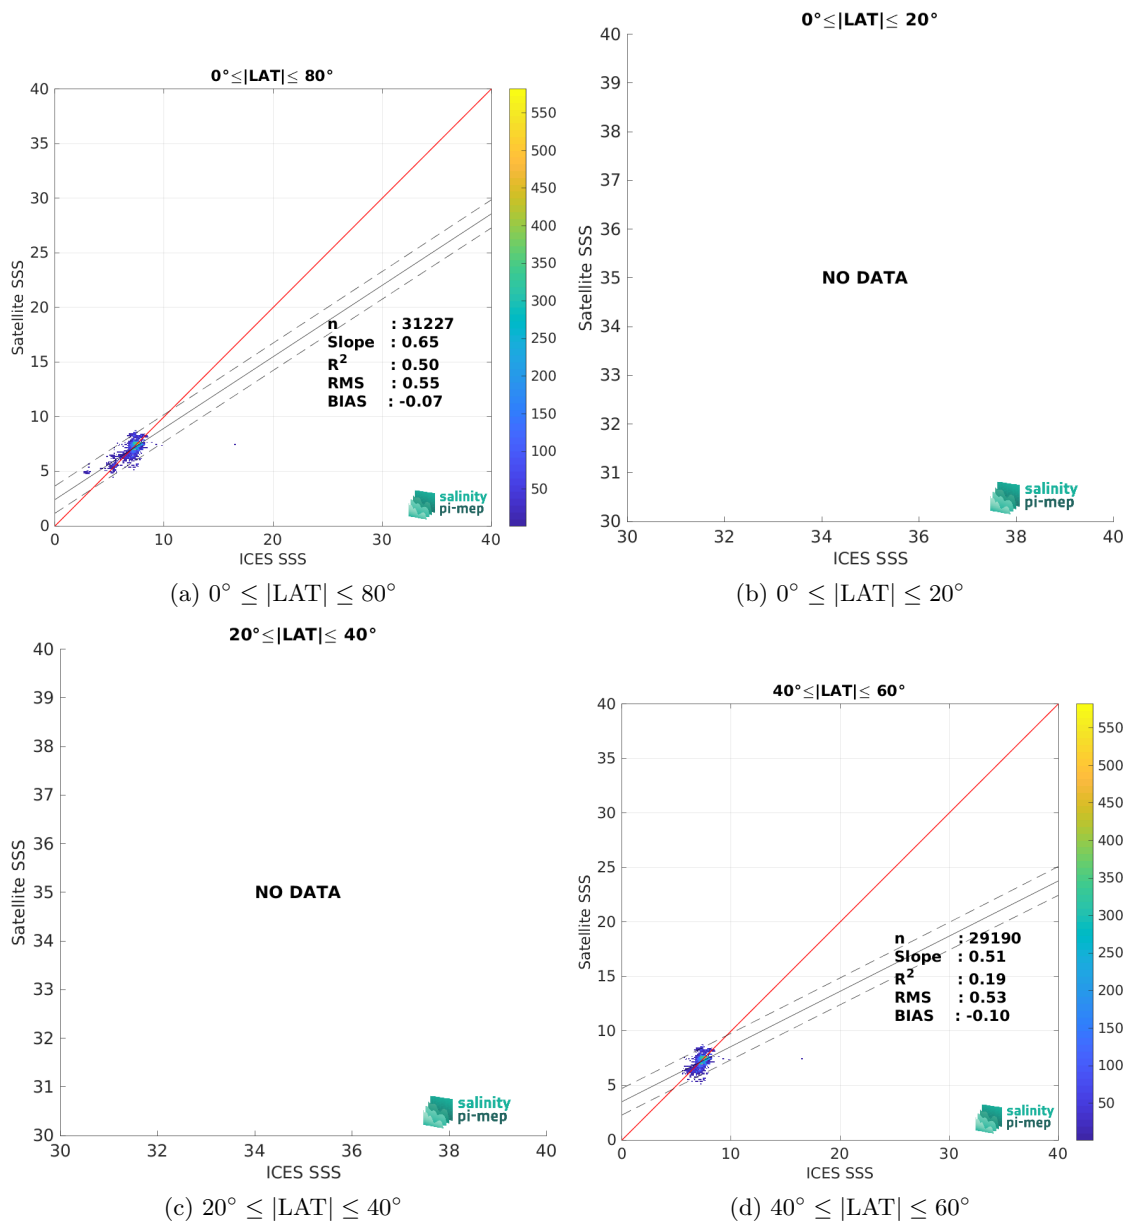 0°≤|LAT|≤ 80°
Satellite SSS
40
35
30
25
20
15
10
5
0
0
10
20
30
40
ICES SSS
n : 31227
Slope : 0.65
R² : 0.50
RMS : 0.55
BIAS : -0.07
salinity
pi-mep
550
500
450
400
350
300
250
200
150
100
50
(a) 0° ≤ |LAT| ≤ 80°
0°≤|LAT|≤ 20°
Satellite SSS
40
39
38
37
36
35
34
33
32
31
30
NO DATA
salinity
pi-mep
30
32
34
36
38
40
ICES SSS
(b) 0° ≤ |LAT| ≤ 20°
20°≤|LAT|≤ 40°
Satellite SSS
40
39
38
37
36
35
34
33
32
31
30
NO DATA
salinity
pi-mep
30
32
34
36
38
40
ICES SSS
(c) 20° ≤ |LAT| ≤ 40°
40°≤|LAT|≤ 60°
Satellite SSS
40
35
30
25
20
15
10
5
0
0
10
20
30
40
ICES SSS
n : 29190
Slope : 0.51
R² : 0.19
RMS : 0.53
BIAS : -0.10
salinity
pi-mep
550
500
450
400
350
300
250
200
150
100
50
(d) 40° ≤ |LAT| ≤ 60°